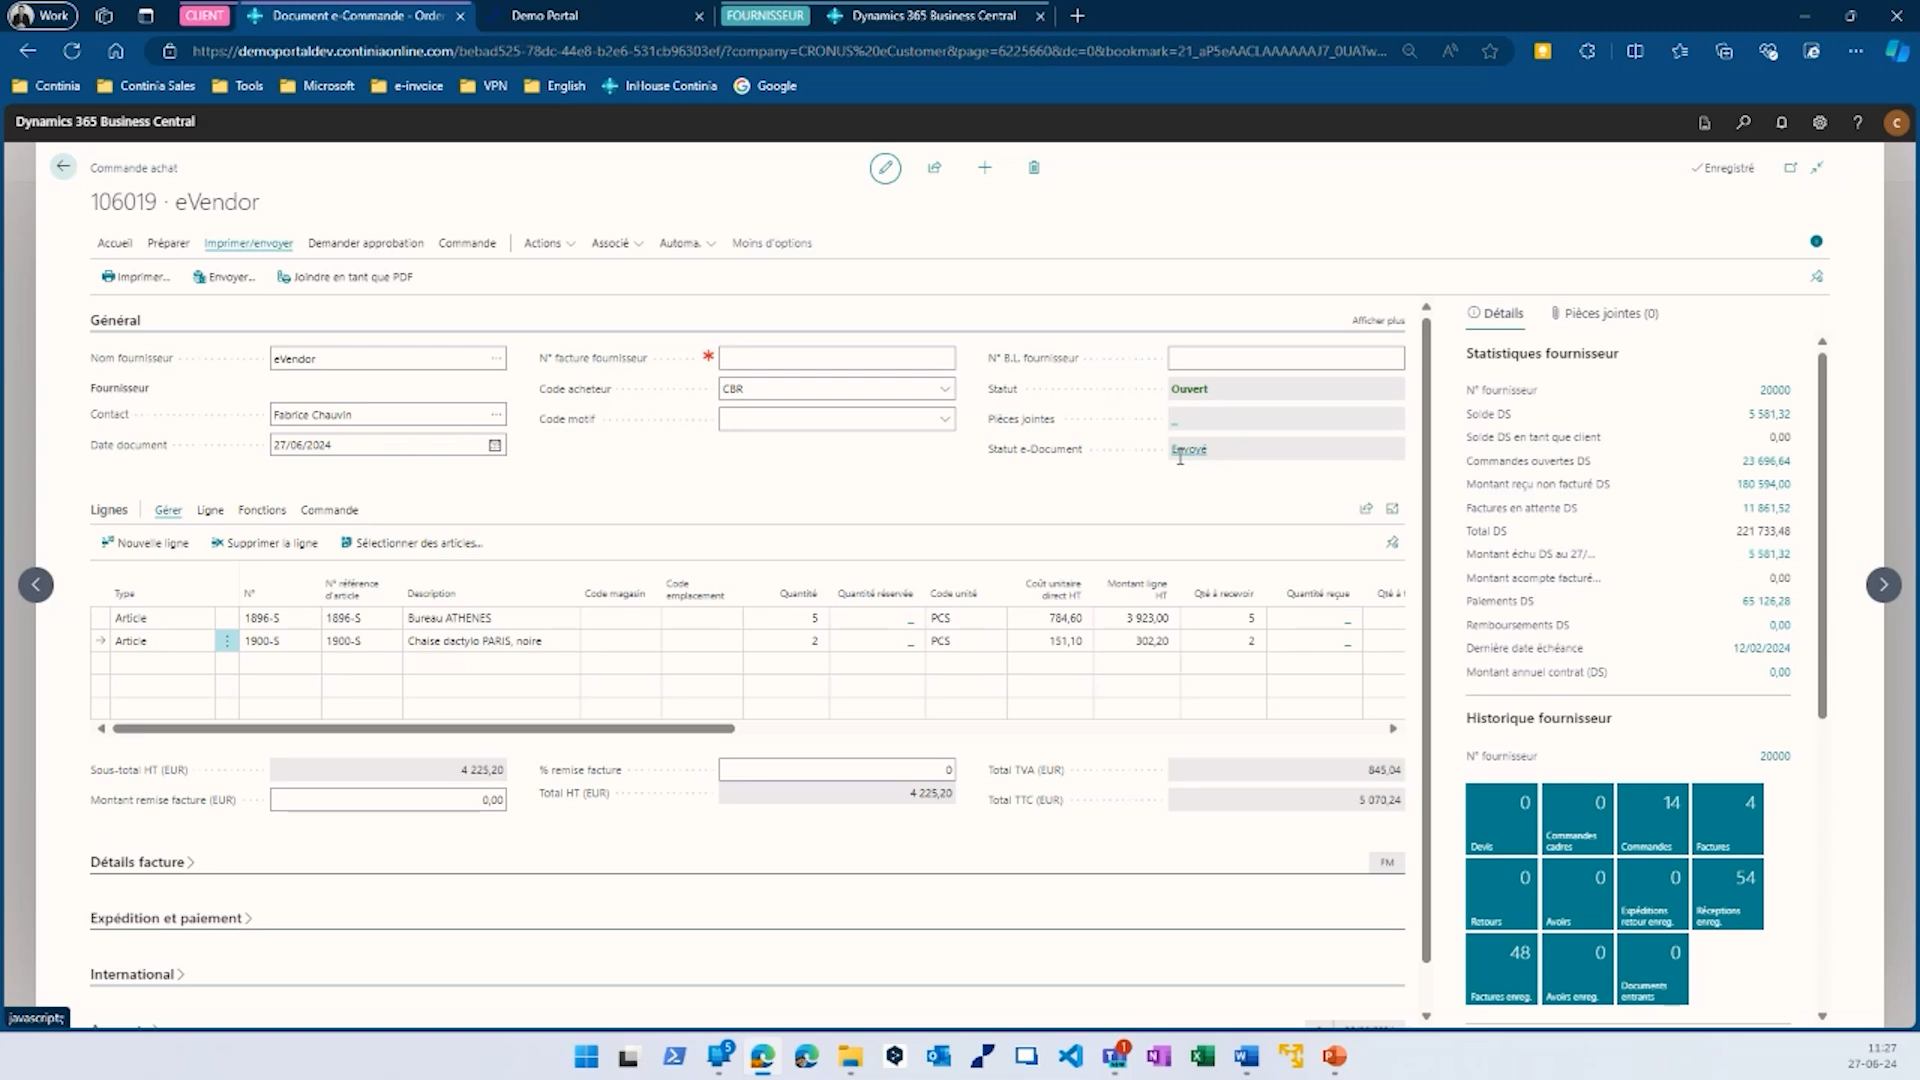 Work
CLIENT
Document e-Commande - Orde
Demo Portal
FOURNISSEUR
Dynamics 365 Business Central
https://demoportaldev.continiaonline.com/bebad525-78dc-44e8-b2e6-531cb96303ef/?company=CRONUS%20eCustomer&page=6225660&dc=0&bookmark=21_aP5eAACLAAAAAAJ7_0UATw...
Continia
Continia Sales
Tools
Microsoft
e-invoice
VPN
English
InHouse Continia
Google
Dynamics 365 Business Central
C
Commande achat
Enregistré
106019 · eVendor
Accueil
Préparer
Imprimer/envoyer
Demander approbation
Commande
Actions
Associé
Automa.
Moins d'options
Imprimer...
Envoyer...
Joindre en tant que PDF
Général
Afficher plus
Nom fournisseur
eVendor
Fournisseur
Contact
Fabrice Chauvin
Date document
27/06/2024
N° facture fournisseur
Code acheteur
CBR
Code motif
N° B.L. fournisseur
Statut
Ouvert
Pièces jointes
_
Statut e-Document
Envoyé
Lignes
Gérer
Ligne
Fonctions
Commande
Nouvelle ligne
Supprimer la ligne
Sélectionner des articles...
Type
N°
N° référence d'article
Description
Code magasin
Code emplacement
Quantité
Quantité réservée
Code unité
Coût unitaire direct HT
Montant ligne HT
Qté à recevoir
Quantité reçue
Article 1896-S 1896-S Bureau ATHENES 5 _ PCS 784,60 3 923,00 5 _
Article 1900-S 1900-S Chaise dactylo PARIS, noire 2 _ PCS 151,10 302,20 2 _
Sous-total HT (EUR) 4 225,20
Montant remise facture (EUR) 0,00
% remise facture 0
Total HT (EUR) 4 225,20
Total TVA (EUR) 845,04
Total TTC (EUR) 5 070,24
Détails facture
FM
Expédition et paiement
International
Détails
Pièces jointes (0)
Statistiques fournisseur
N° fournisseur 20000
Solde DS 5 581,32
Solde DS en tant que client 0,00
Commandes ouvertes DS 23 696,64
Montant reçu non facturé DS 180 594,00
Factures en attente DS 11 861,52
Total DS 221 733,48
Montant échu DS au 27/... 5 581,32
Montant acompte facturé... 0,00
Paiements DS 65 126,28
Remboursements DS 0,00
Dernière date échéance 12/02/2024
Montant annuel contrat (DS) 0,00
Historique fournisseur
N° fournisseur 20000
0
Devis
0
Commandes cadres
14
Commandes
4
Factures
0
Retours
0
Avoirs
0
Expéditions retour enreg.
54
Réceptions enreg.
48
Factures enreg.
0
Avoirs enreg.
0
Documents entrants
javascript:;
5
1
11:27
27-06-24